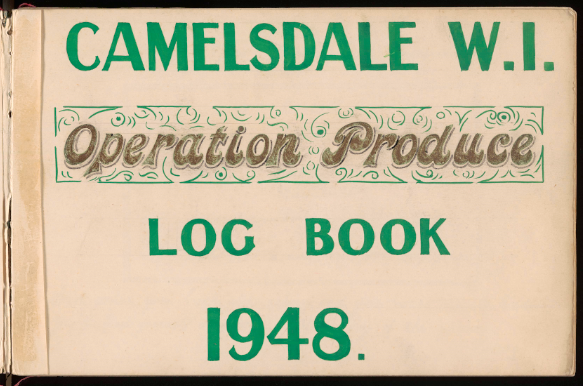 CAMELSDALE W.I.
Operation Produce
LOG BOOK
1948.